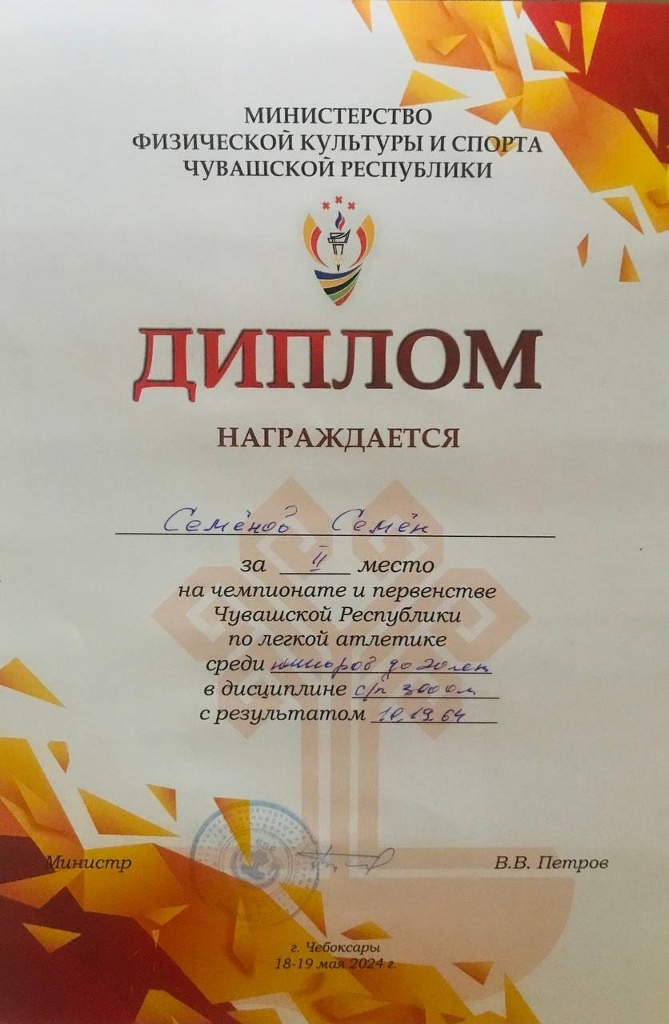 МИНИСТЕРСТВО
ФИЗИЧЕСКОЙ КУЛЬТУРЫ И СПОРТА
ЧУВАШСКОЙ РЕСПУБЛИКИ
ДИПЛОМ
НАГРАЖДАЕТСЯ
Семёнов Семён
за II место
на чемпионате и первенстве
Чувашской Республики
по легкой атлетике
среди юниоров до 20 лет
в дисциплине с/п 3000м
с результатом 10.19,64
Министр В.В. Петров
г. Чебоксары
18-19 мая 2024 г.